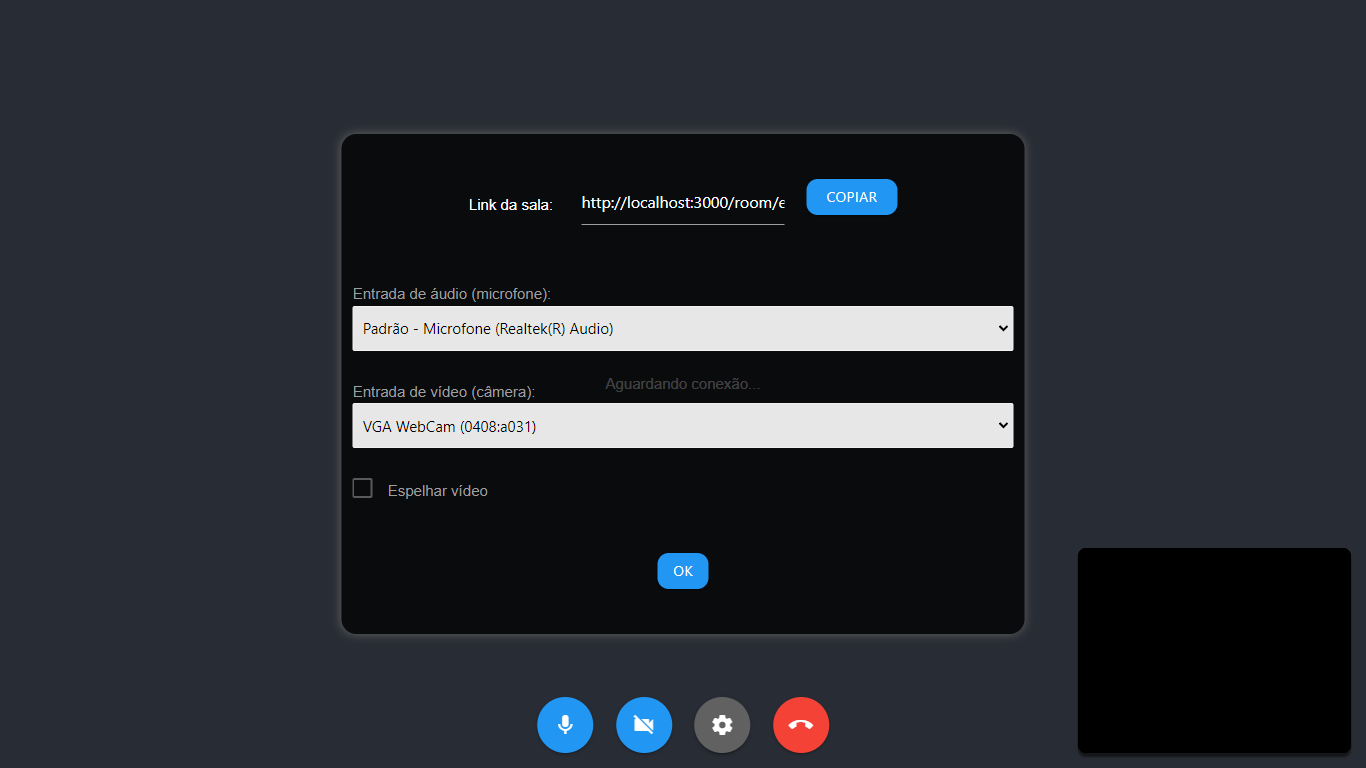 Link da sala:
http://localhost:3000/room/e
COPIAR
Entrada de áudio (microfone):
Padrão - Microfone (Realtek(R) Audio)
Aguardando conexão...
Entrada de vídeo (câmera):
VGA WebCam (0408:a031)
Espelhar vídeo
OK